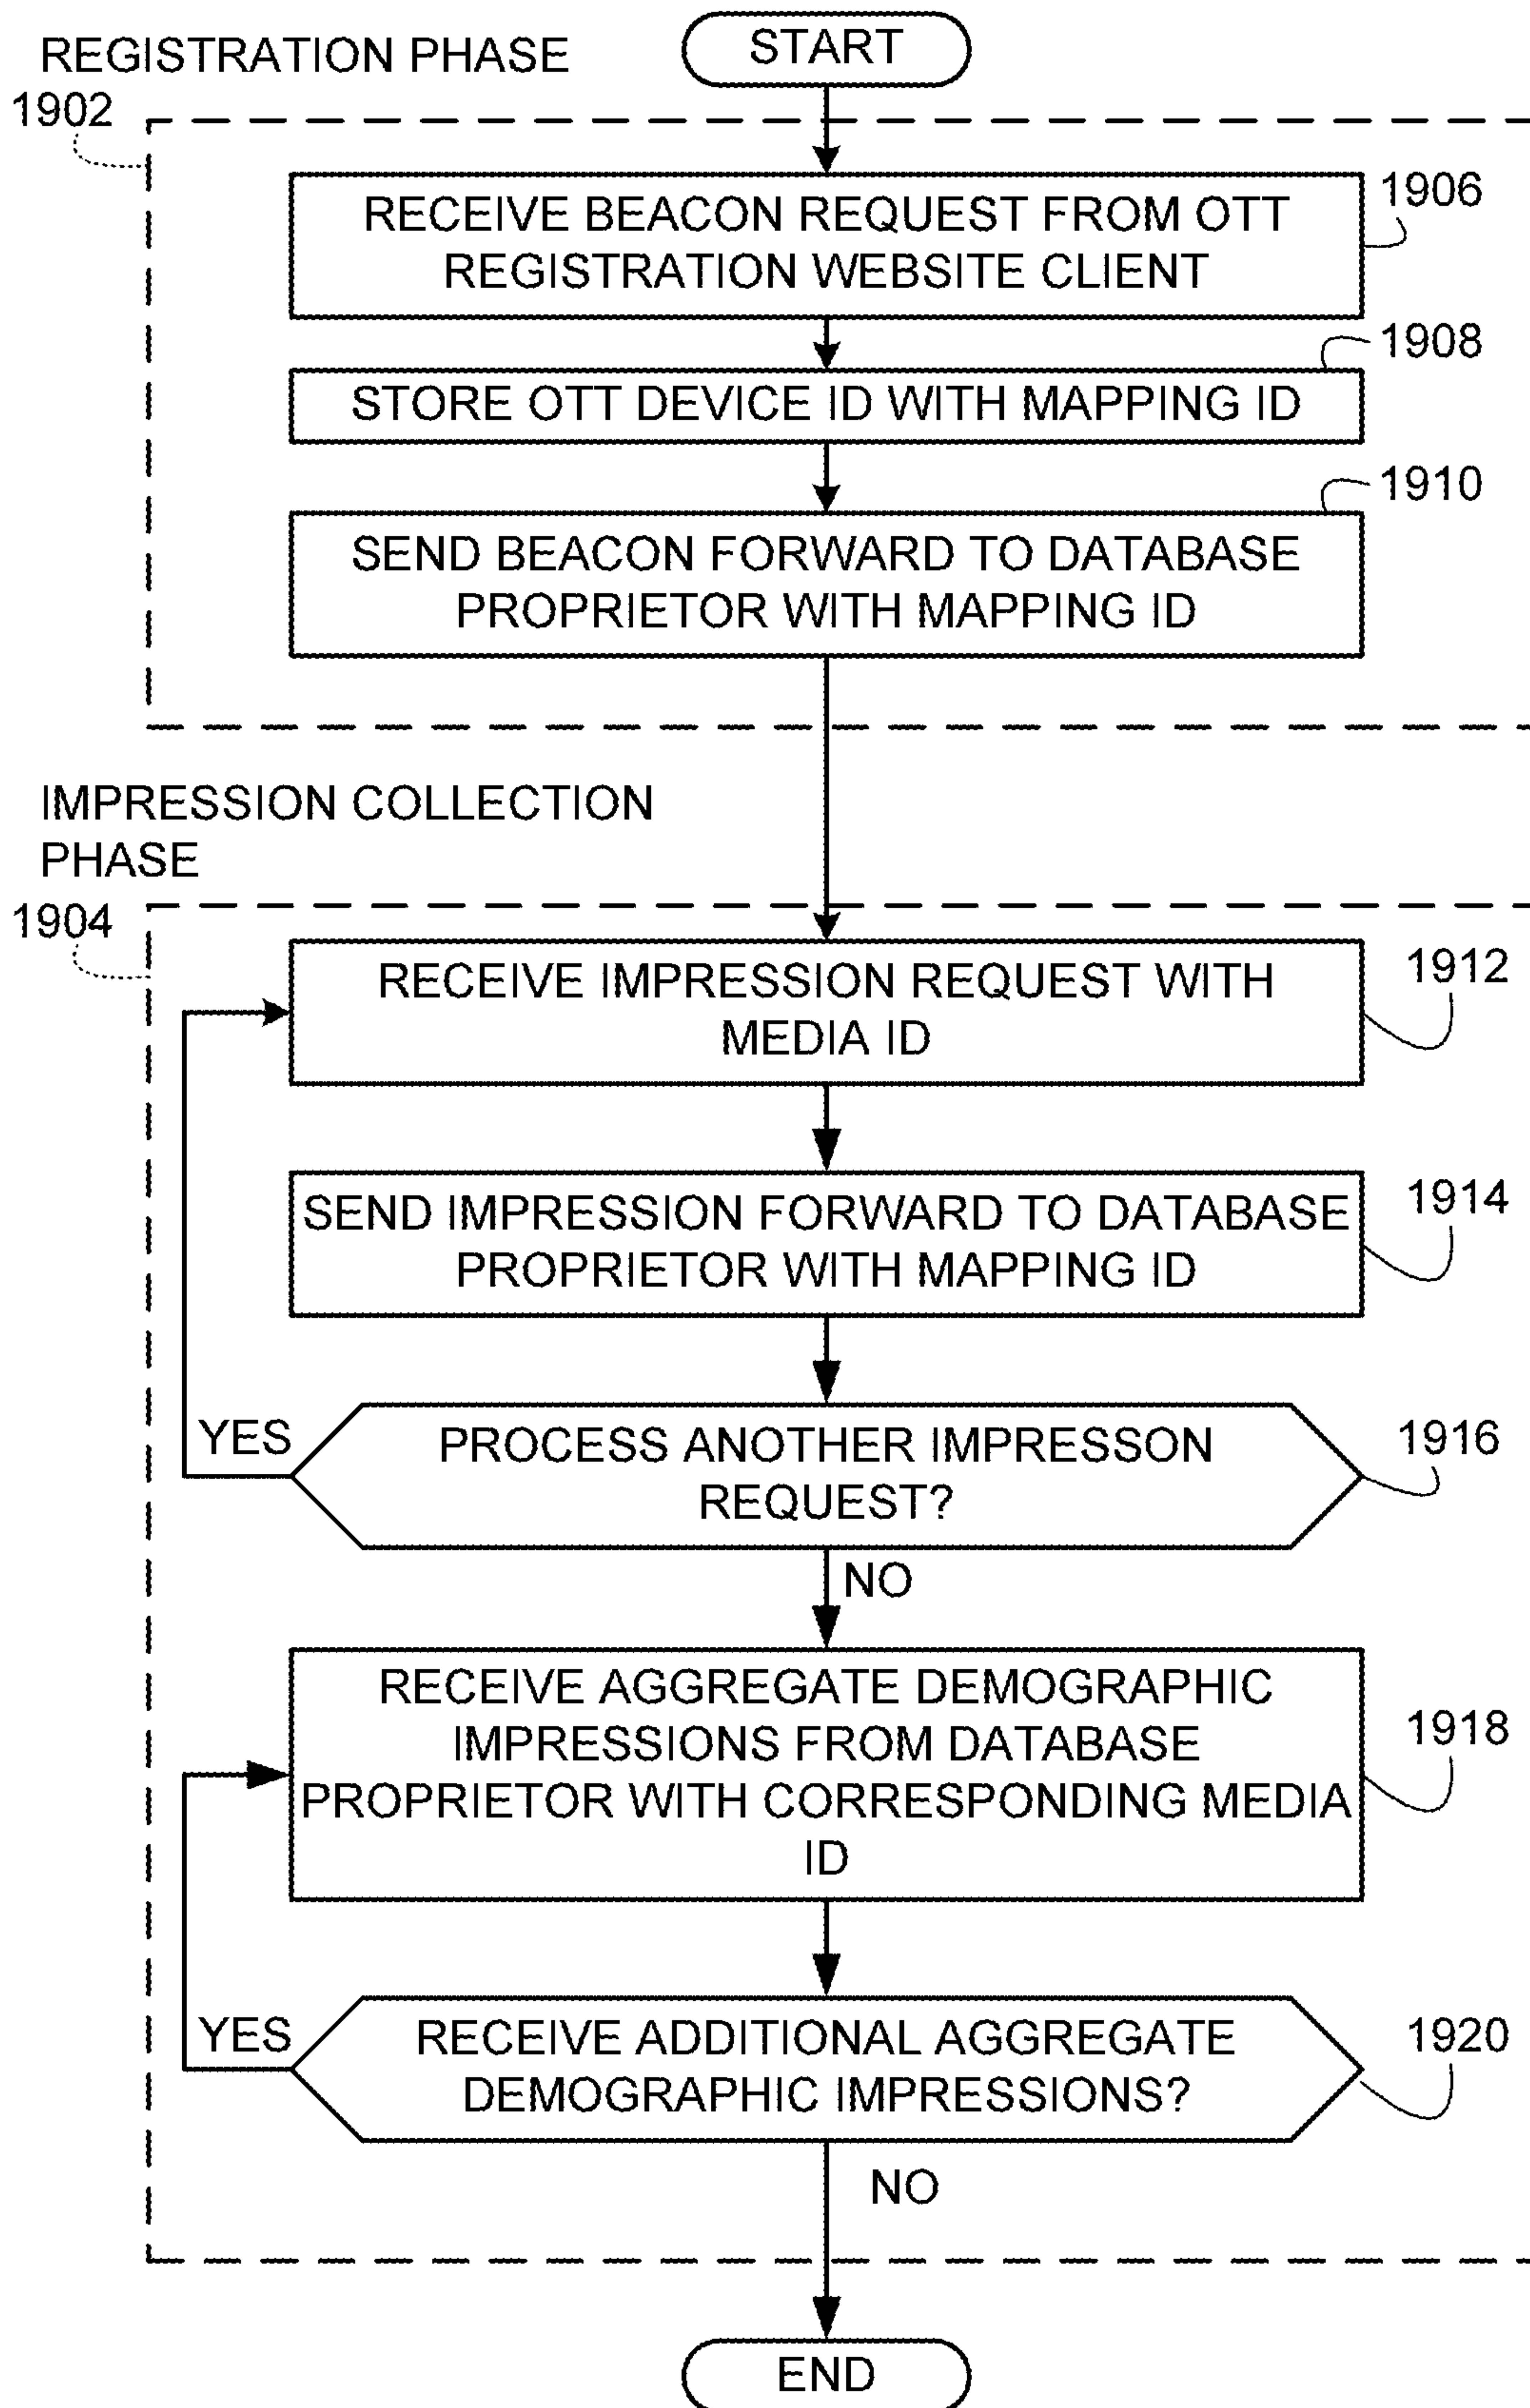 START
REGISTRATION PHASE
1902
RECEIVE BEACON REQUEST FROM OTT
REGISTRATION WEBSITE CLIENT
1906
STORE OTT DEVICE ID WITH MAPPING ID
1908
SEND BEACON FORWARD TO DATABASE
PROPRIETOR WITH MAPPING ID
1910
IMPRESSION COLLECTION
PHASE
1904
RECEIVE IMPRESSION REQUEST WITH
MEDIA ID
1912
SEND IMPRESSION FORWARD TO DATABASE
PROPRIETOR WITH MAPPING ID
1914
YES
PROCESS ANOTHER IMPRESSON
REQUEST?
1916
NO
RECEIVE AGGREGATE DEMOGRAPHIC
IMPRESSIONS FROM DATABASE
PROPRIETOR WITH CORRESPONDING MEDIA
ID
1918
YES
RECEIVE ADDITIONAL AGGREGATE
DEMOGRAPHIC IMPRESSIONS?
1920
NO
END